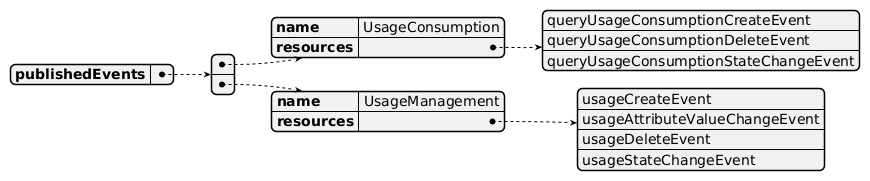 publishedEvents
name UsageConsumption
resources
queryUsageConsumptionCreateEvent
queryUsageConsumptionDeleteEvent
queryUsageConsumptionStateChangeEvent
name UsageManagement
resources
usageCreateEvent
usageAttributeValueChangeEvent
usageDeleteEvent
usageStateChangeEvent